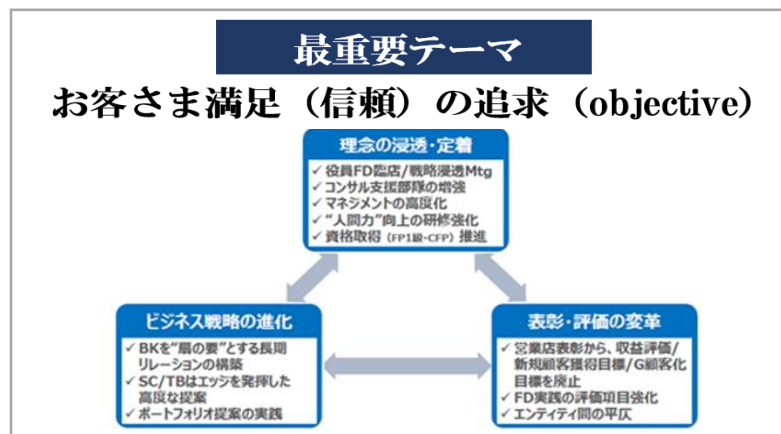 最重要テーマ
お客さま満足（信頼）の追求（objective）
理念の浸透・定着
✓ 役員FD臨店/戦略浸透Mtg
✓ コンサル支援部隊の増強
✓ マネジメントの高度化
✓ “人間力”向上の研修強化
✓ 資格取得（FP1級・CFP）推進
ビジネス戦略の進化
✓ BKを“扇の要”とする長期
リレーションの構築
✓ SC/TBはエッジを発揮した
高度な提案
✓ ポートフォリオ提案の実践
表彰・評価の変革
✓ 営業店表彰から、収益評価/
新規顧客獲得目標/G顧客化
目標を廃止
✓ FD実践の評価項目強化
✓ エンティティ間の平仄